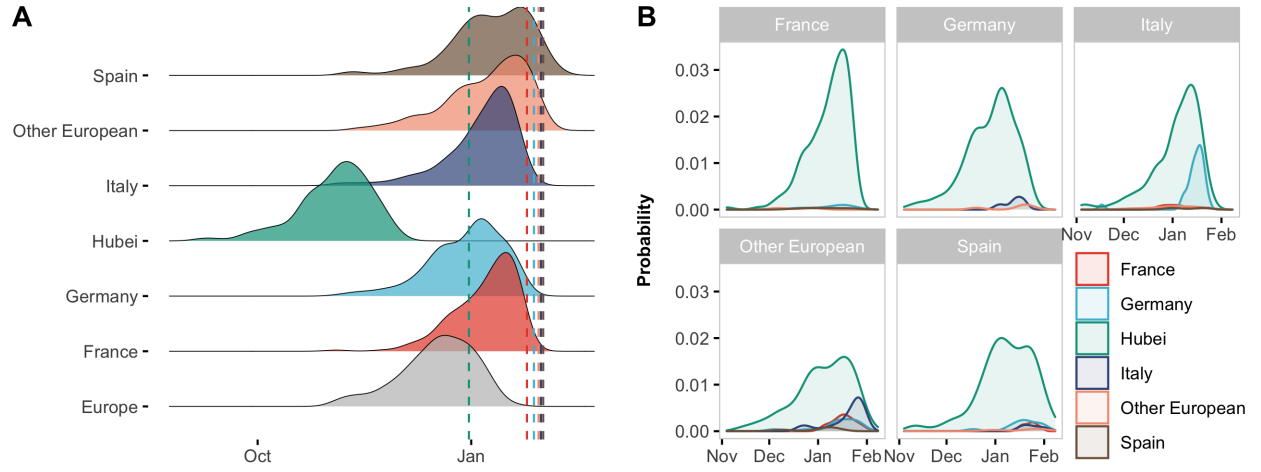 A
Spain
Other European
Italy
Hubei
Germany
France
Europe
Oct Jan
B
Probability
France Germany Italy
0.03
0.02
0.01
0.00
Nov Dec Jan Feb
Other European Spain
0.03
0.02
0.01
0.00
Nov Dec Jan Feb Nov Dec Jan Feb
France
Germany
Hubei
Italy
Other European
Spain